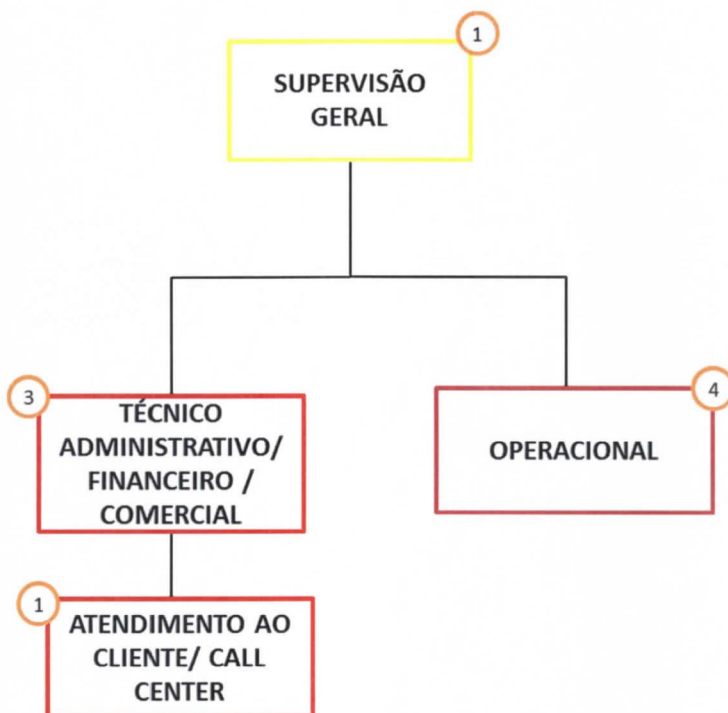 1
SUPERVISÃO
GERAL
3
TÉCNICO
ADMINISTRATIVO/
FINANCEIRO /
COMERCIAL
4
OPERACIONAL
1
ATENDIMENTO AO
CLIENTE/ CALL
CENTER